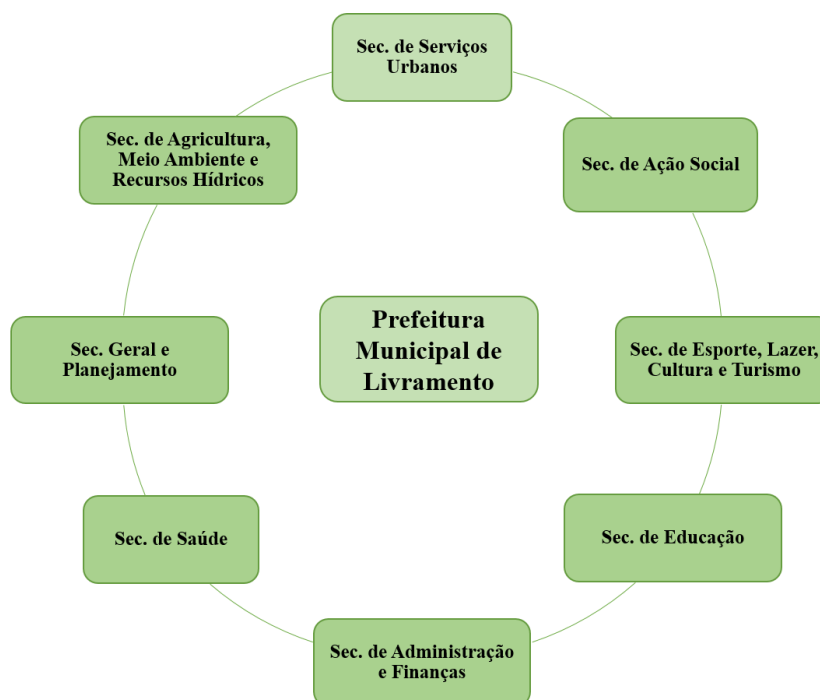 Sec. de Serviços
Urbanos
Sec. de Agricultura,
Meio Ambiente e
Recursos Hídricos
Sec. de Ação Social
Prefeitura
Municipal de
Livramento
Sec. Geral e
Planejamento
Sec. de Esporte, Lazer,
Cultura e Turismo
Sec. de Saúde
Sec. de Educação
Sec. de Administração
e Finanças